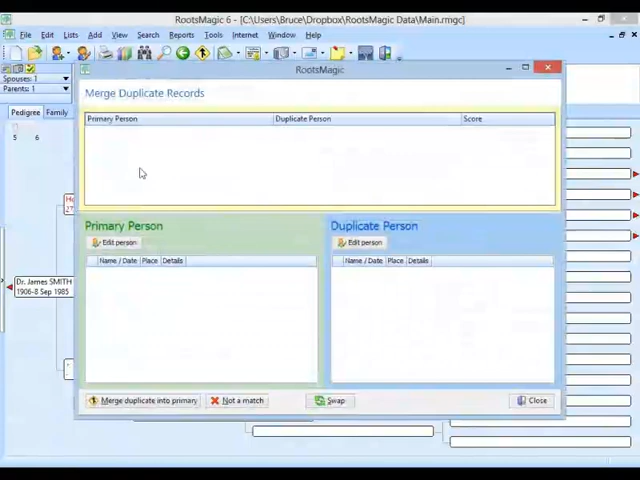 RootsMagic 6 - [C:\Users\Bruce\Dropbox\RootsMagic Data\Main.rmgc]
File Edit Lists Add View Search Reports Tools Internet Window Help
Spouses: 1
Parents: 1
RootsMagic
Merge Duplicate Records
Pedigree Family
Primary Person Duplicate Person Score
5 6
Dr. James SMITH
1906-8 Sep 1985
Primary Person Duplicate Person
Edit person Edit person
Name / Date Place Details Name / Date Place Details
Merge duplicate into primary Not a match Swap Close